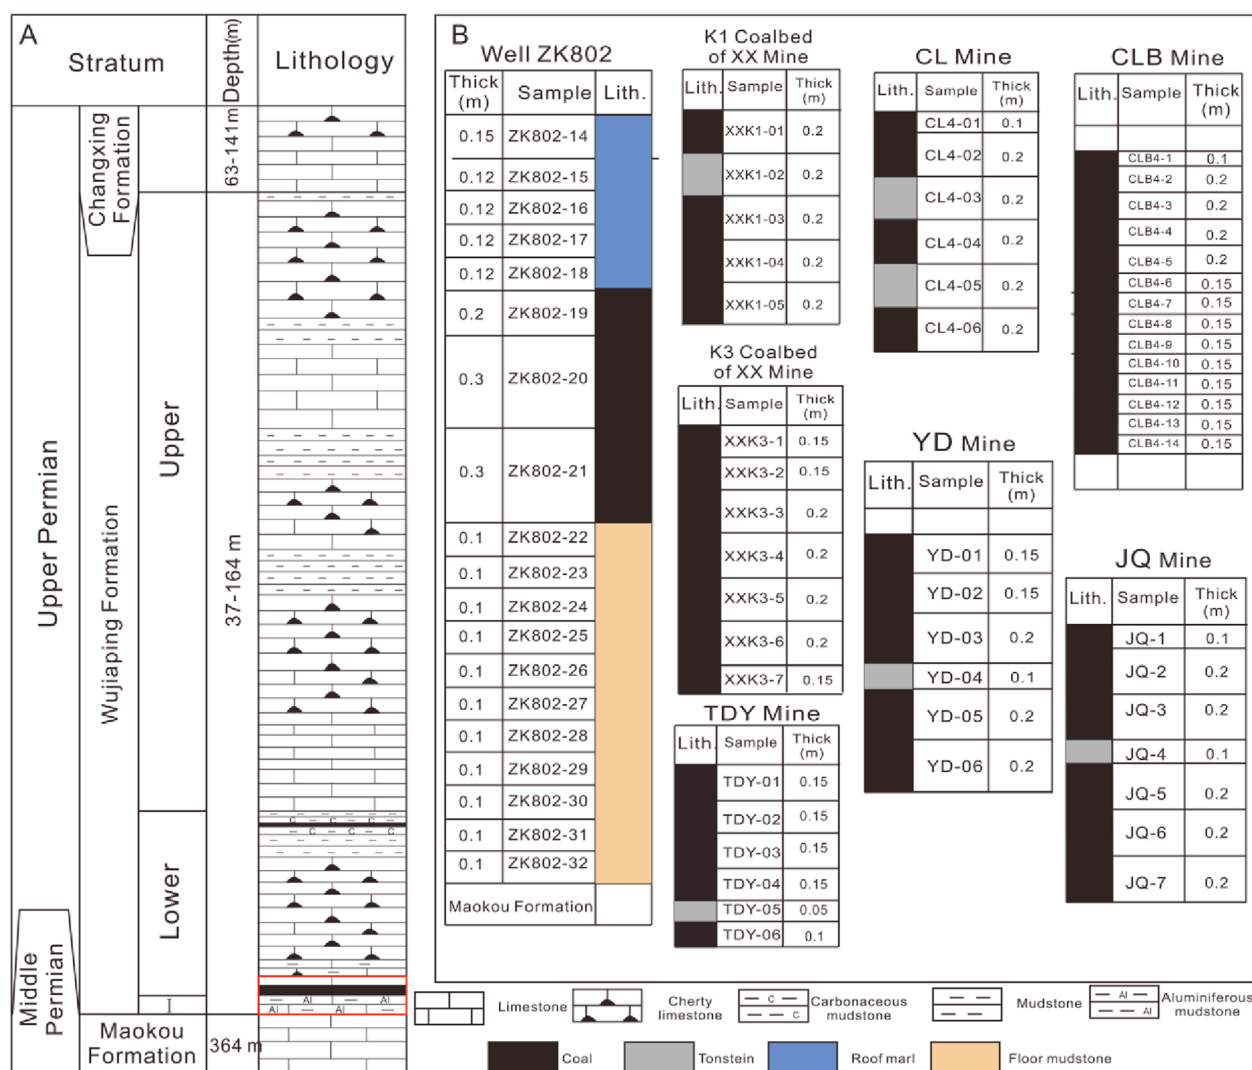 A
Stratum
Depth(m)
Lithology
Changxing
Formation
63-141m
Upper Permian
Wujiaping Formation
Upper
37-164 m
Lower
Middle
Permian
I
C C C C
C C C
Al Al
Al Al Al
Maokou
Formation
364 m
B
Well ZK802
Thick (m) Sample Lith.
0.15 ZK802-14
0.12 ZK802-15
0.12 ZK802-16
0.12 ZK802-17
0.12 ZK802-18
0.2 ZK802-19
0.3 ZK802-20
0.3 ZK802-21
0.1 ZK802-22
0.1 ZK802-23
0.1 ZK802-24
0.1 ZK802-25
0.1 ZK802-26
0.1 ZK802-27
0.1 ZK802-28
0.1 ZK802-29
0.1 ZK802-30
0.1 ZK802-31
0.1 ZK802-32
Maokou Formation
K1 Coalbed
of XX Mine
Lith. Sample Thick (m)
XXK1-01 0.2
XXK1-02 0.2
XXK1-03 0.2
XXK1-04 0.2
XXK1-05 0.2
K3 Coalbed
of XX Mine
Lith. Sample Thick (m)
XXK3-1 0.15
XXK3-2 0.15
XXK3-3 0.2
XXK3-4 0.2
XXK3-5 0.2
XXK3-6 0.2
XXK3-7 0.15
TDY Mine
Lith. Sample Thick (m)
TDY-01 0.15
TDY-02 0.15
TDY-03 0.15
TDY-04 0.15
TDY-05 0.05
TDY-06 0.1
CL Mine
Lith. Sample Thick (m)
CL4-01 0.1
CL4-02 0.2
CL4-03 0.2
CL4-04 0.2
CL4-05 0.2
CL4-06 0.2
YD Mine
Lith. Sample Thick (m)
YD-01 0.15
YD-02 0.15
YD-03 0.2
YD-04 0.1
YD-05 0.2
YD-06 0.2
CLB Mine
Lith. Sample Thick (m)
CLB4-1 0.1
CLB4-2 0.2
CLB4-3 0.2
CLB4-4 0.2
CLB4-5 0.2
CLB4-6 0.15
CLB4-7 0.15
CLB4-8 0.15
CLB4-9 0.15
CLB4-10 0.15
CLB4-11 0.15
CLB4-12 0.15
CLB4-13 0.15
CLB4-14 0.15
JQ Mine
Lith. Sample Thick (m)
JQ-1 0.1
JQ-2 0.2
JQ-3 0.2
JQ-4 0.1
JQ-5 0.2
JQ-6 0.2
JQ-7 0.2
Limestone
Cherty
limestone
C
C
Carbonaceous
mudstone
Mudstone
Al
Al
Aluminiferous
mudstone
Coal
Tonstein
Roof marl
Floor mudstone